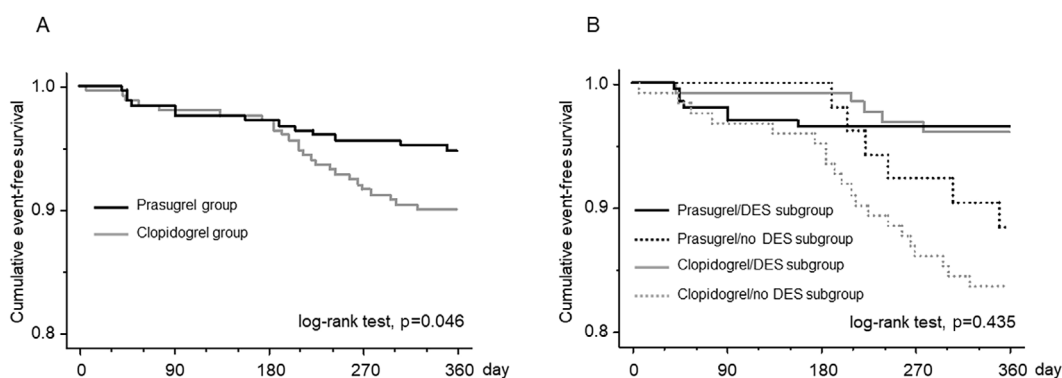 A
Cumulative event-free survival
1.0
0.9
0.8
Prasugrel group
Clopidogrel group
log-rank test, p=0.046
0 90 180 270 360 day
B
Cumulative event-free survival
1.0
0.9
0.8
Prasugrel/DES subgroup
Prasugrel/no DES subgroup
Clopidogrel/DES subgroup
Clopidogrel/no DES subgroup
log-rank test, p=0.435
0 90 180 270 360 day